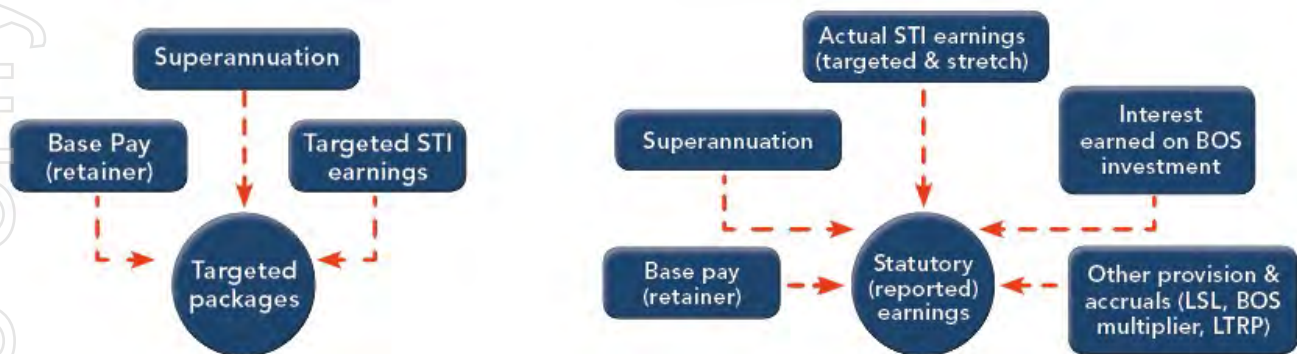 Superannuation
Base Pay
(retainer)
Targeted STI
earnings
Targeted
packages
Actual STI earnings
(targeted & stretch)
Superannuation
Interest
earned on BOS
investment
Base pay
(retainer)
Statutory
(reported)
earnings
Other provision &
accruals (LSL, BOS
multiplier, LTRP)